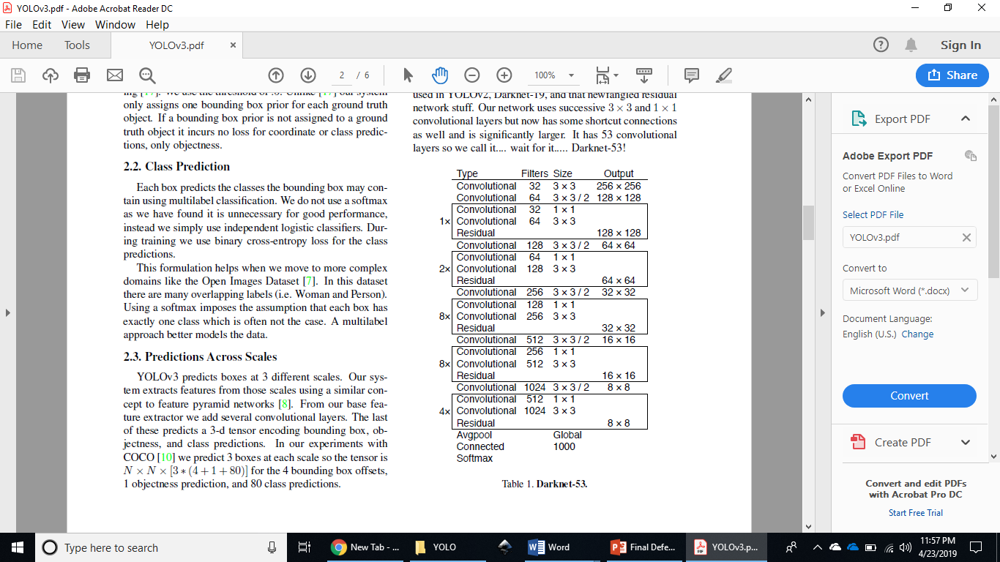 YOLOv3.pdf - Adobe Acrobat Reader DC
File Edit View Window Help
Home Tools YOLOv3.pdf × Sign In
2 / 6 100% Share
only assigns one bounding box prior for each ground truth
object. If a bounding box prior is not assigned to a ground
truth object it incurs no loss for coordinate or class predic-
tions, only objectness.
2.2. Class Prediction
Each box predicts the classes the bounding box may con-
tain using multilabel classification. We do not use a softmax
as we have found it is unnecessary for good performance,
instead we simply use independent logistic classifiers. Dur-
ing training we use binary cross-entropy loss for the class
predictions.
This formulation helps when we move to more complex
domains like the Open Images Dataset [7]. In this dataset
there are many overlapping labels (i.e. Woman and Person).
Using a softmax imposes the assumption that each box has
exactly one class which is often not the case. A multilabel
approach better models the data.
2.3. Predictions Across Scales
YOLOv3 predicts boxes at 3 different scales. Our sys-
tem extracts features from those scales using a similar con-
cept to feature pyramid networks [8]. From our base fea-
ture extractor we add several convolutional layers. The last
of these predicts a 3-d tensor encoding bounding box, ob-
jectness, and class predictions. In our experiments with
COCO [10] we predict 3 boxes at each scale so the tensor is
N × N × [3 ∗ (4 + 1 + 80)] for the 4 bounding box offsets,
1 objectness prediction, and 80 class predictions.
used in YOLOv2, Darknet-19, and that newfangled residual
network stuff. Our network uses successive 3 × 3 and 1 × 1
convolutional layers but now has some shortcut connections
as well and is significantly larger. It has 53 convolutional
layers so we call it.... wait for it..... Darknet-53!
Type Filters Size Output
Convolutional 32 3 × 3 256 × 256
Convolutional 64 3 × 3 / 2 128 × 128
Convolutional 32 1 × 1
1× Convolutional 64 3 × 3
Residual 128 × 128
Convolutional 128 3 × 3 / 2 64 × 64
Convolutional 64 1 × 1
2× Convolutional 128 3 × 3
Residual 64 × 64
Convolutional 256 3 × 3 / 2 32 × 32
Convolutional 128 1 × 1
8× Convolutional 256 3 × 3
Residual 32 × 32
Convolutional 512 3 × 3 / 2 16 × 16
Convolutional 256 1 × 1
8× Convolutional 512 3 × 3
Residual 16 × 16
Convolutional 1024 3 × 3 / 2 8 × 8
Convolutional 512 1 × 1
4× Convolutional 1024 3 × 3
Residual 8 × 8
Avgpool Global
Connected 1000
Softmax
Table 1. Darknet-53.
Export PDF
Adobe Export PDF
Convert PDF Files to Word
or Excel Online
Select PDF File
YOLOv3.pdf
Convert to
Microsoft Word (*.docx)
Document Language:
English (U.S.) Change
Convert
Create PDF
Convert and edit PDFs
with Acrobat Pro DC
Start Free Trial
Type here to search
New Tab - ...
YOLO
Word
Final Defe...
YOLOv3.p...
11:57 PM
4/23/2019